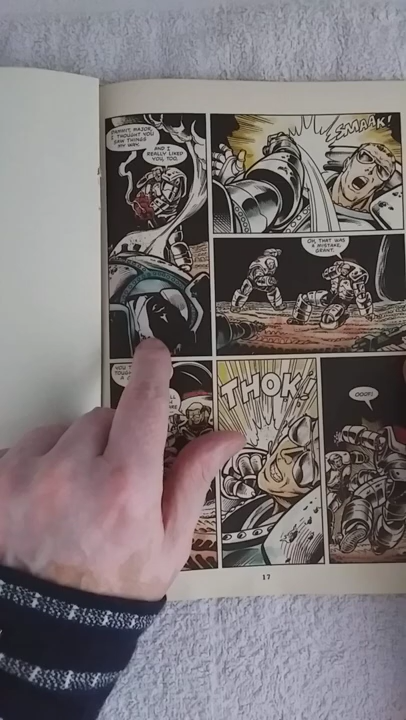 DAMMIT, MAJOR,
I THOUGHT YOU
SAW THINGS
MY WAY.
AND I
REALLY LIKED
YOU, TOO.
SMAAK!
OH, THAT WAS
A MISTAKE,
GRANT.
YOU
THOK!
OOOF!
17